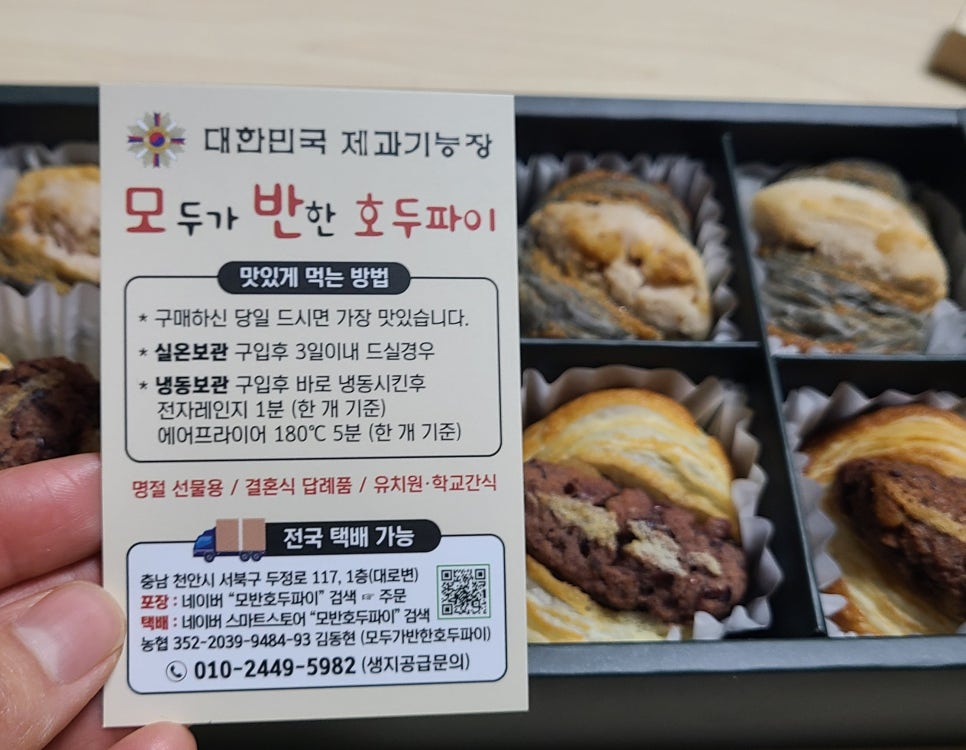 대한민국 제과기능장
모두가 반한 호두파이
맛있게 먹는 방법
* 구매하신 당일 드시면 가장 맛있습니다.
* 실온보관 구입후 3일이내 드실경우
* 냉동보관 구입후 바로 냉동시킨후
전자레인지 1분 (한 개 기준)
에어프라이어 180℃ 5분 (한 개 기준)
명절 선물용 / 결혼식 답례품 / 유치원·학교간식
전국 택배 가능
충남 천안시 서북구 두정로 117, 1층(대로변)
포장 : 네이버 “모반호두파이” 검색 ☞ 주문
택배 : 네이버 스마트스토어 “모반호두파이” 검색
농협 352-2039-9484-93 김동현 (모두가반한호두파이)
010-2449-5982 (생지공급문의)